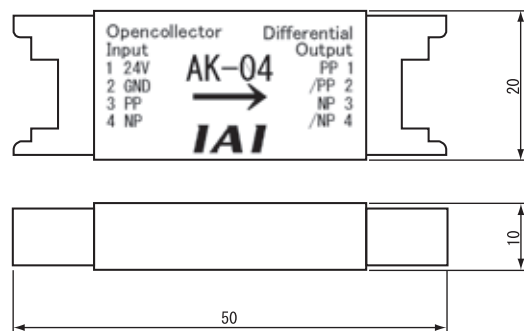 Opencollector
Input
1 24V
2 GND
3 PP
4 NP
AK-04
Differential
Output
PP 1
/PP 2
NP 3
/NP 4
IAI
20
10
50